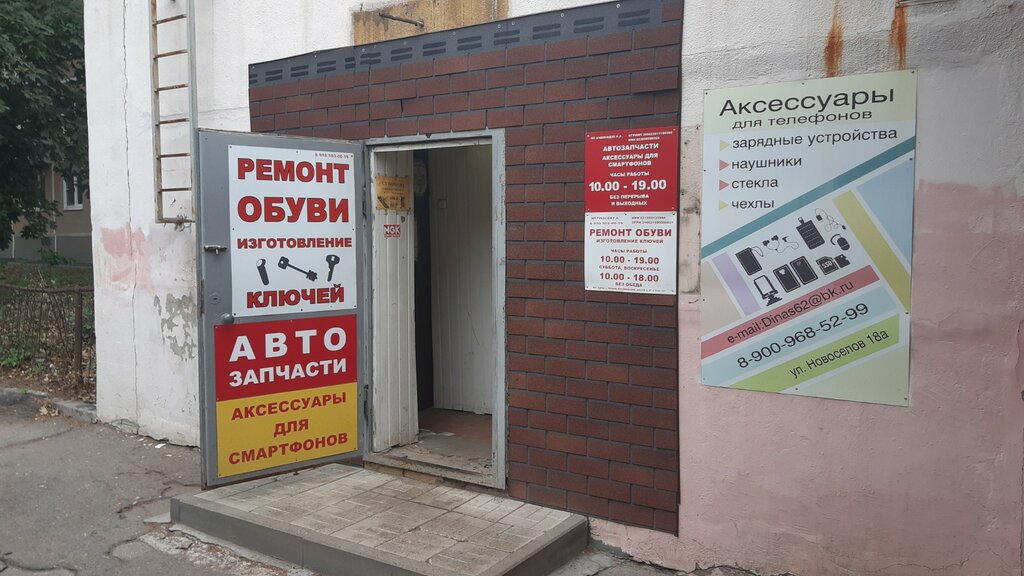 РЕМОНТ
ОБУВИ
ИЗГОТОВЛЕНИЕ
КЛЮЧЕЙ
АВТО
ЗАПЧАСТИ
АКСЕССУАРЫ
ДЛЯ
СМАРТФОНОВ
NGK
АВТОЗАПЧАСТИ
АКСЕССУАРЫ ДЛЯ
СМАРТФОНОВ
ЧАСЫ РАБОТЫ
10.00 - 19.00
БЕЗ ПЕРЕРЫВА
И ВЫХОДНЫХ
РЕМОНТ ОБУВИ
ИЗГОТОВЛЕНИЕ КЛЮЧЕЙ
ЧАСЫ РАБОТЫ
10.00 - 19.00
СУББОТА, ВОСКРЕСЕНЬЕ
10.00 - 18.00
БЕЗ ОБЕДА
Аксессуары
для телефонов
зарядные устройства
наушники
стекла
чехлы
e-mail:Dinas62@bk.ru
8-900-968-52-99
ул. Новоселов 18а